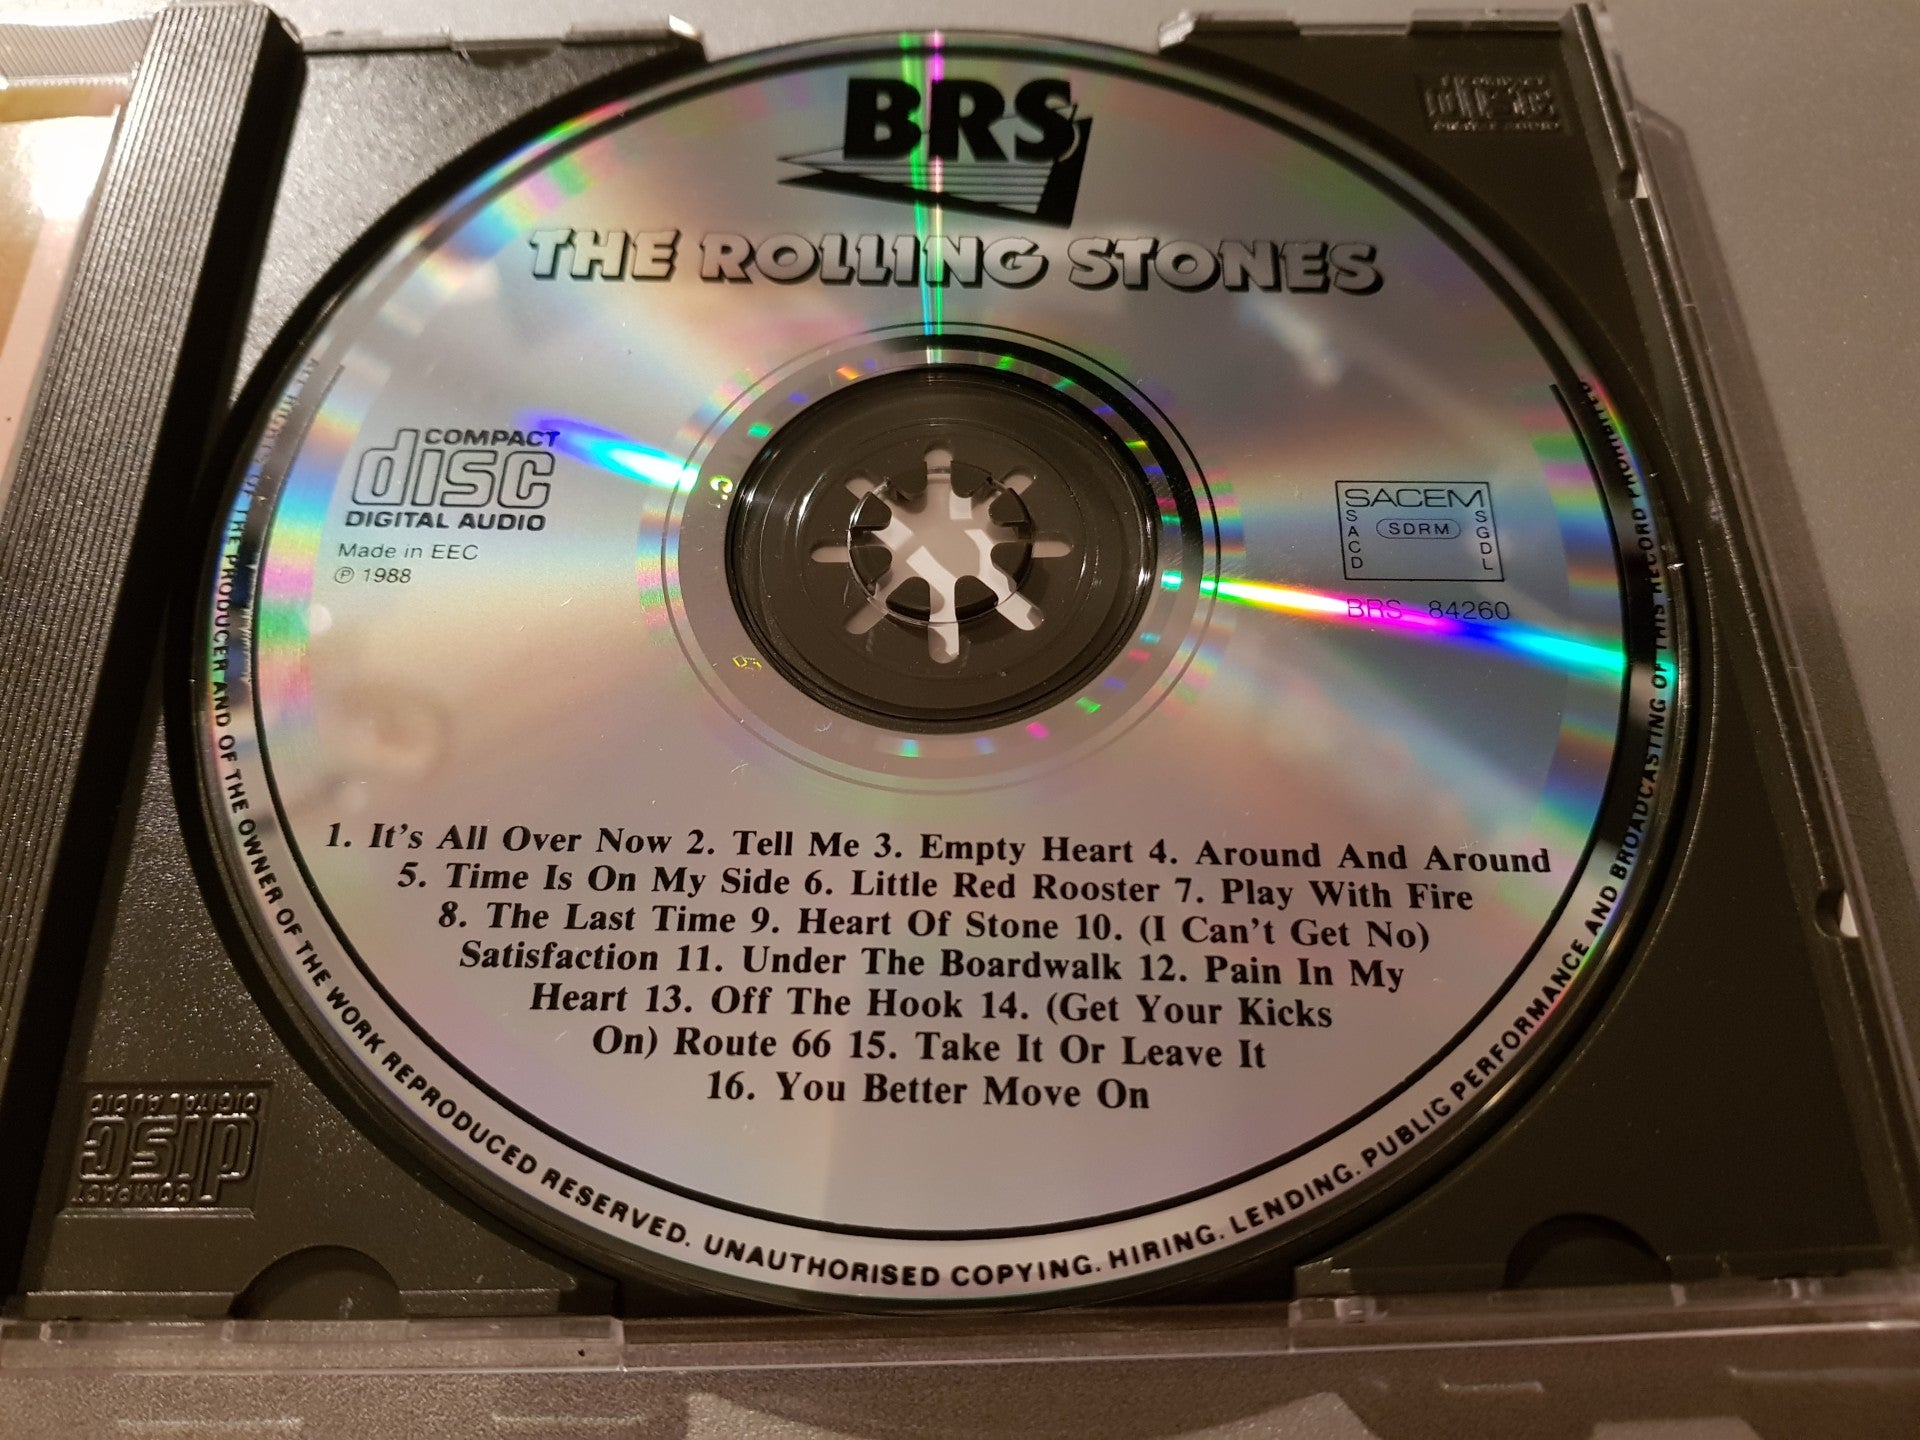 BRS
THE ROLLING STONES
COMPACT
disc
DIGITAL AUDIO
Made in EEC
℗ 1988
SACEM
SACD
SDRM
SGDL
BRS 84260
1. It's All Over Now 2. Tell Me 3. Empty Heart 4. Around And Around
5. Time Is On My Side 6. Little Red Rooster 7. Play With Fire
8. The Last Time 9. Heart Of Stone 10. (I Can't Get No)
Satisfaction 11. Under The Boardwalk 12. Pain In My
Heart 13. Off The Hook 14. (Get Your Kicks
On) Route 66 15. Take It Or Leave It
16. You Better Move On
ALL RIGHTS OF THE PRODUCER AND OF THE OWNER OF THE WORK REPRODUCED RESERVED. UNAUTHORISED COPYING. HIRING. LENDING. PUBLIC PERFORMANCE AND BROADCASTING OF THIS RECORD PROHIBITED
COMPACT
disc
DIGITAL AUDIO
COMPACT
disc
DIGITAL AUDIO